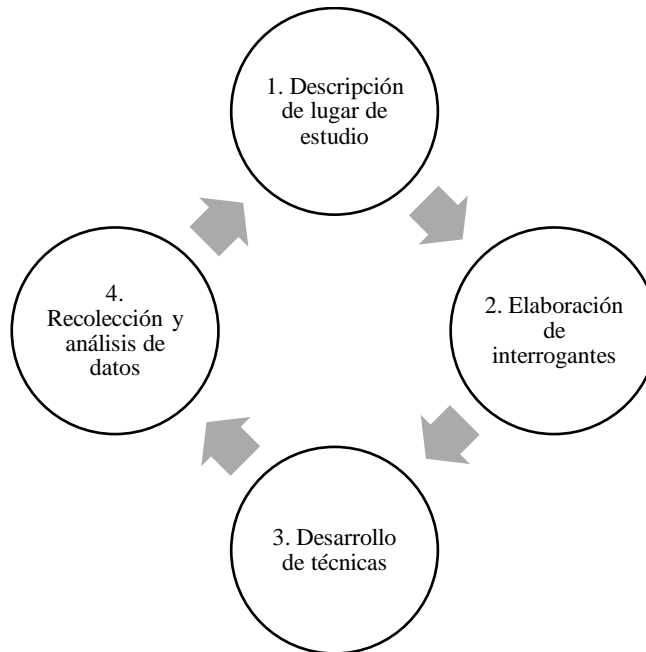 1. Descripción
de lugar de
estudio
2. Elaboración
de
interrogantes
3. Desarrollo
de técnicas
4.
Recolección y
análisis de
datos